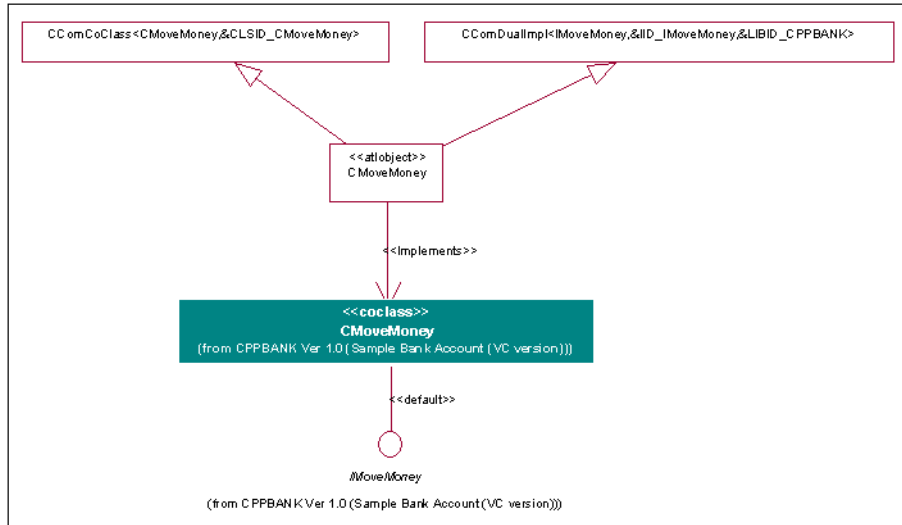 CComCoClass<CMoveMoney,&CLSID_CMoveMoney>
CComDualImpl<IMoveMoney,&IID_IMoveMoney,&LIBID_CPPBANK>
<<atlobject>>
CMoveMoney
<<Implements>>
<<coclass>>
CMoveMoney
(from CPPBANK Ver 1.0 (Sample Bank Account (VC version)))
<<default>>
IMoveMoney
(from CPPBANK Ver 1.0 (Sample Bank Account (VC version)))